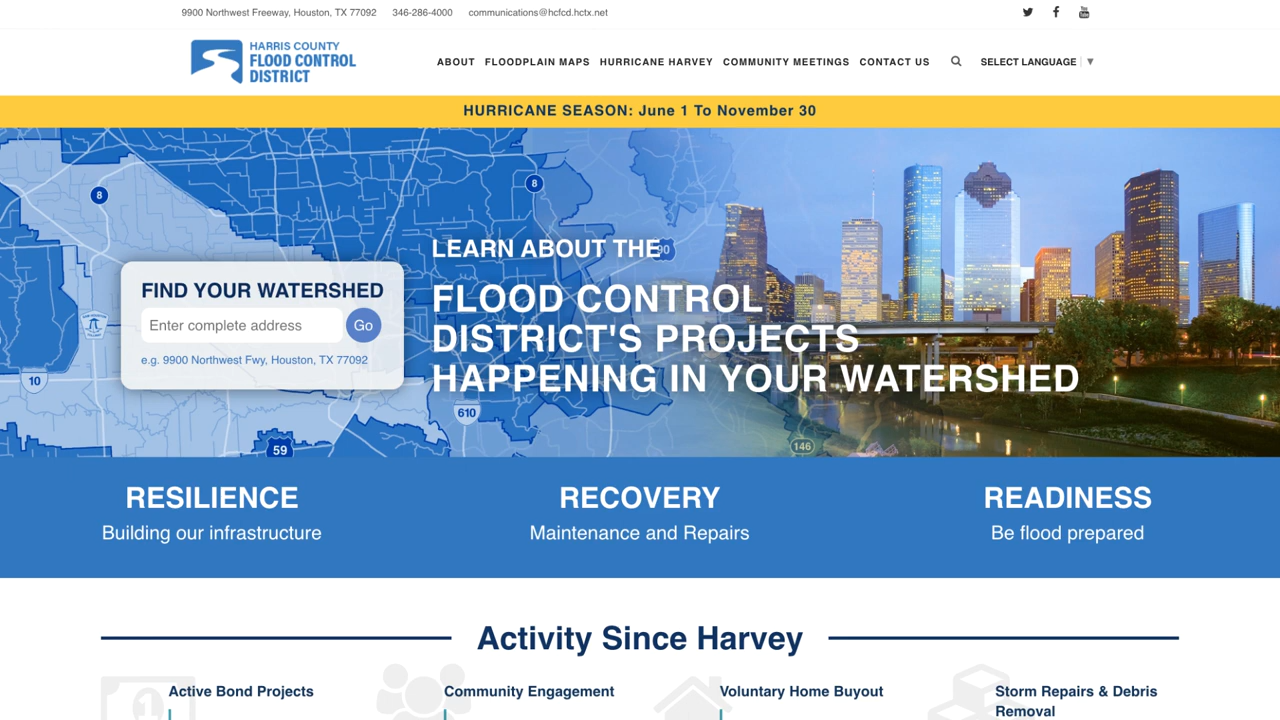 9900 Northwest Freeway, Houston, TX 77092 346-286-4000 communications@hcfcd.hctx.net
You Tube
HARRIS COUNTY
FLOOD CONTROL
DISTRICT
ABOUT FLOODPLAIN MAPS HURRICANE HARVEY COMMUNITY MEETINGS CONTACT US SELECT LANGUAGE ▼
HURRICANE SEASON: June 1 To November 30
8
8
90
LEARN ABOUT THE
FLOOD CONTROL
DISTRICT'S PROJECTS
HAPPENING IN YOUR WATERSHED
FIND YOUR WATERSHED
Enter complete address Go
e.g. 9900 Northwest Fwy, Houston, TX 77092
10
610
59
146
RESILIENCE
Building our infrastructure
RECOVERY
Maintenance and Repairs
READINESS
Be flood prepared
Activity Since Harvey
Active Bond Projects
Community Engagement
Voluntary Home Buyout
Storm Repairs & Debris
Removal